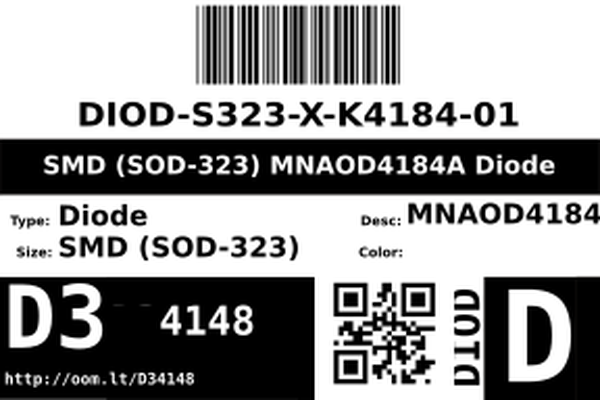 DIOD-S323-X-K4184-01
SMD (SOD-323) MNAOD4184A Diode
Type: Diode
Desc: MNAOD4184
Size: SMD (SOD-323)
Color:
D3 -- 4148
http://oom.lt/D34148
DIOD
D